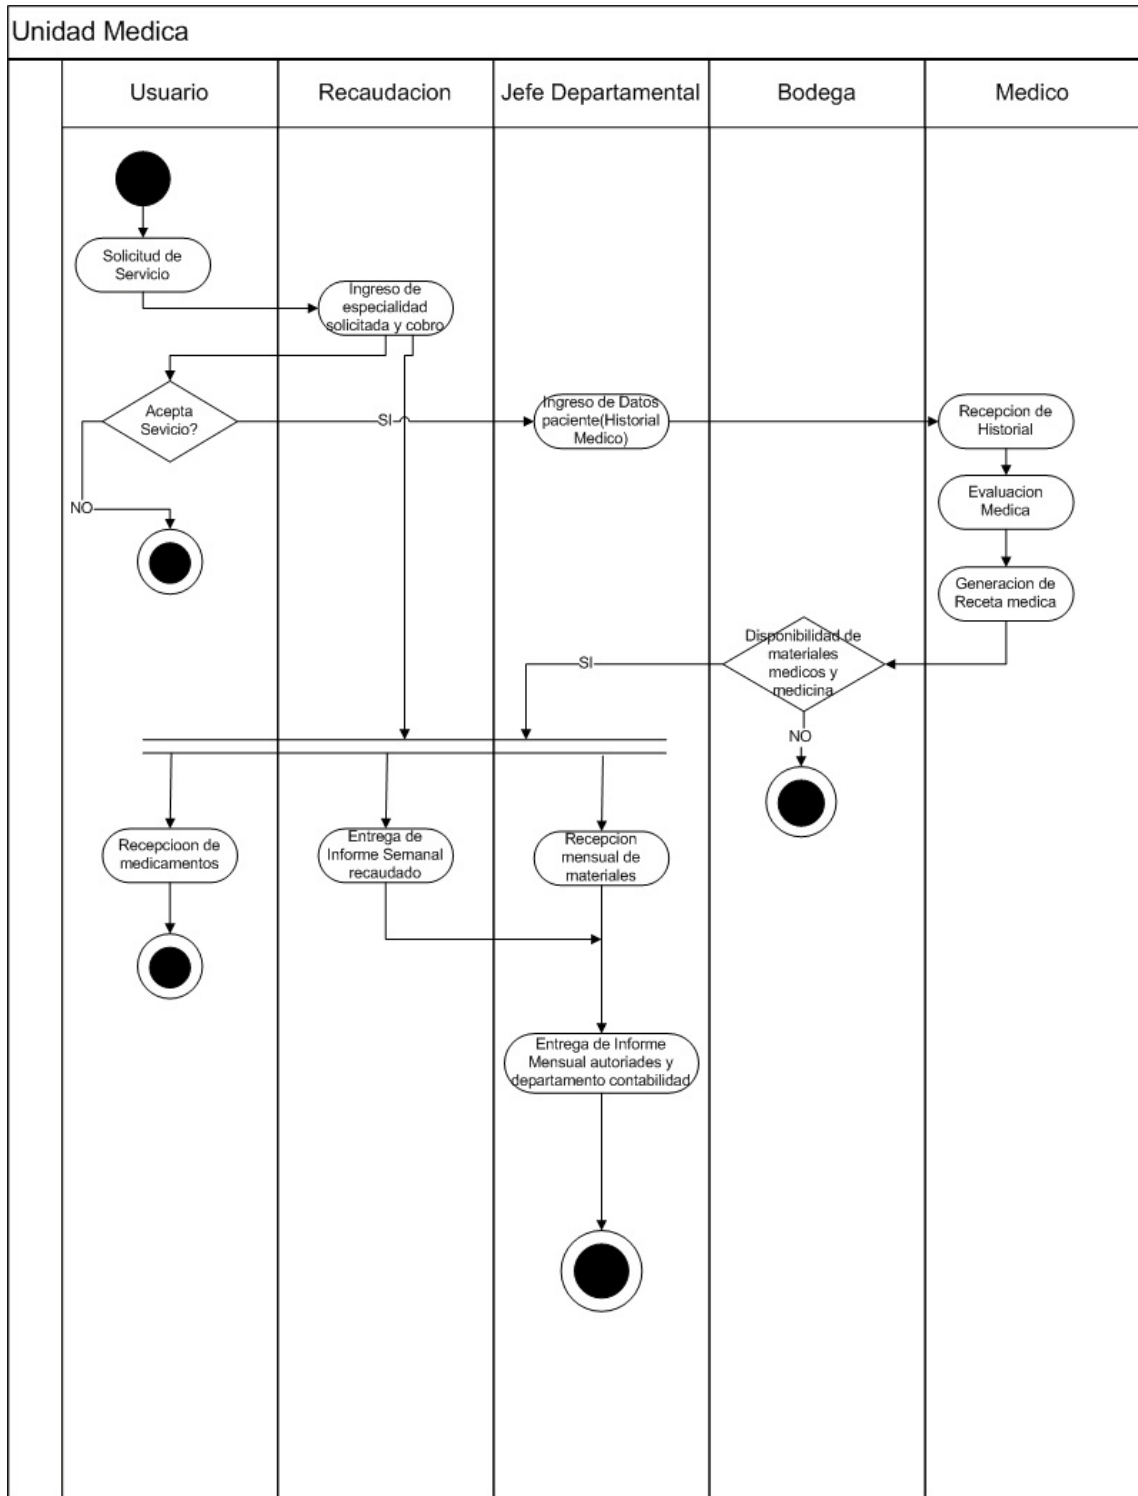 Unidad Medica
Usuario
Recaudacion
Jefe Departamental
Bodega
Medico
Solicitud de
Servicio
Ingreso de
especialidad
solicitada y cobro
Acepta
Sevicio?
SI
NO
Ingreso de Datos
paciente(Historial
Medico)
Recepcion de
Historial
Evaluacion
Medica
Generacion de
Receta medica
Disponibilidad de
materiales
medicos y
medicina
SI
NO
Recepcioon de
medicamentos
Entrega de
Informe Semanal
recaudado
Recepcion
mensual de
materiales
Entrega de Informe
Mensual autoriades y
departamento contabilidad